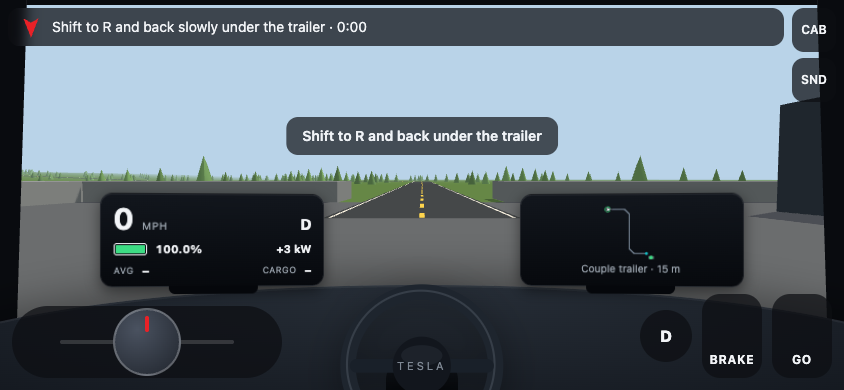 Shift to R and back slowly under the trailer · 0:00
CAB
SND
Shift to R and back under the trailer
0 MPH D
100.0% +3 kW
AVG – CARGO –
Couple trailer · 15 m
D
BRAKE
GO
TESLA